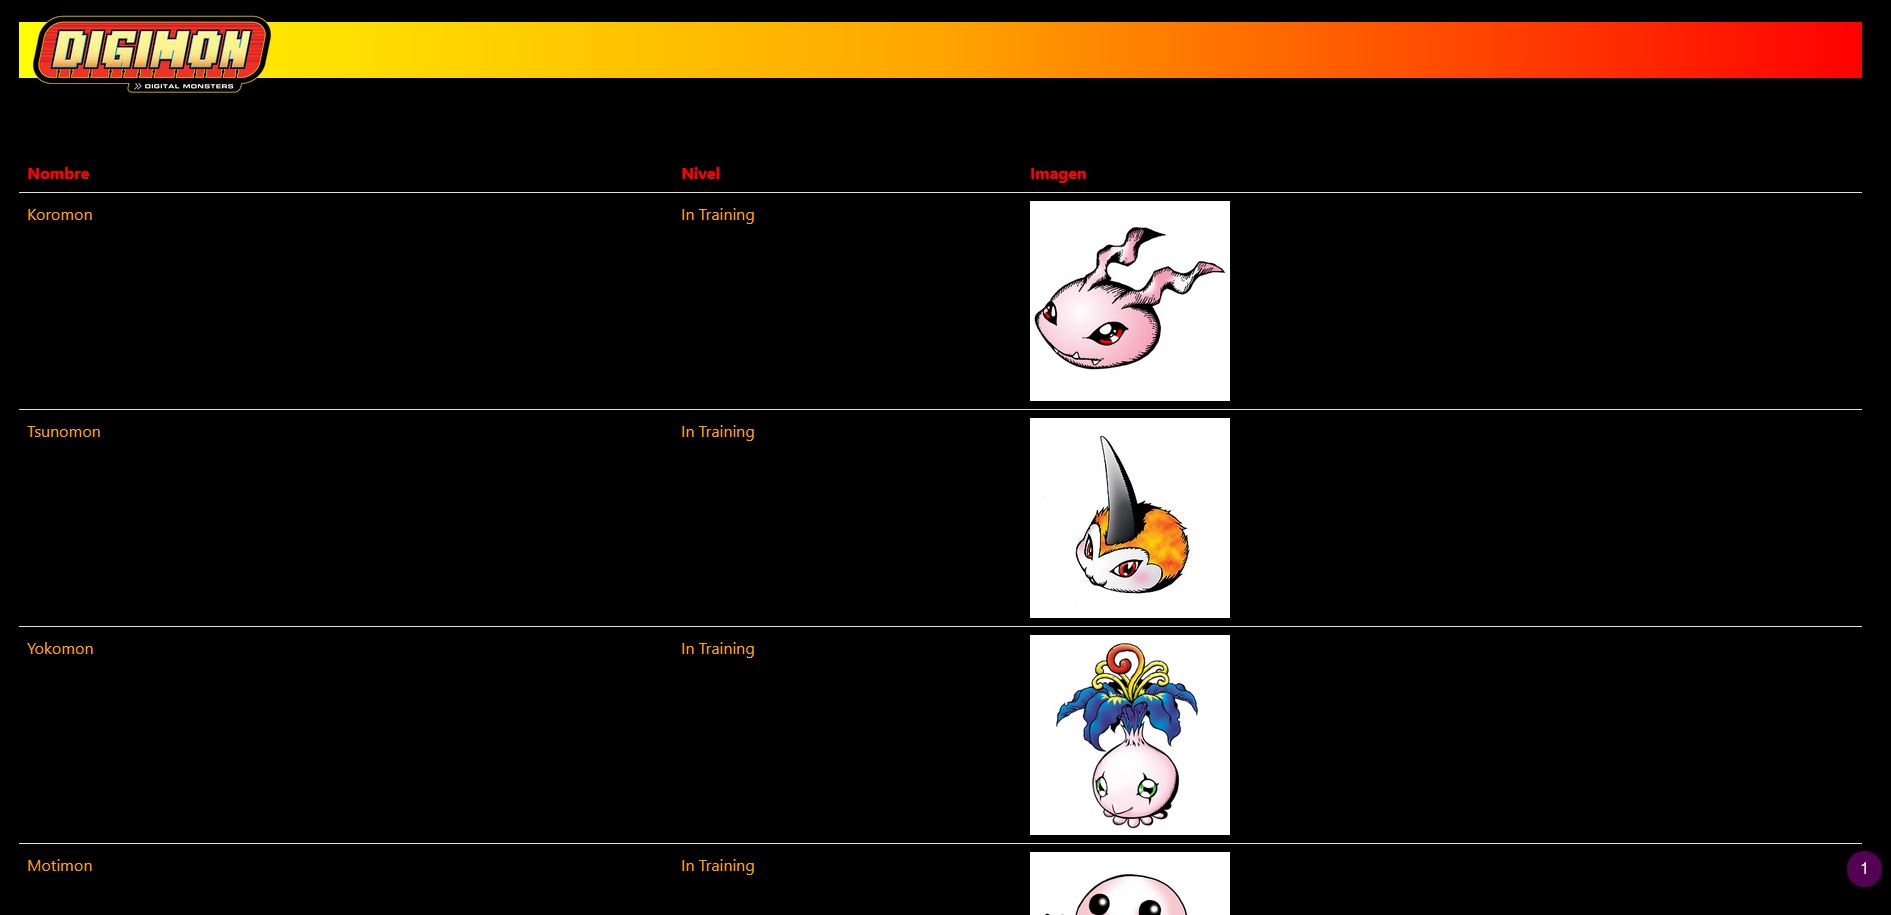 DIGIMON
DIGITAL MONSTERS
Nombre Nivel Imagen
Koromon In Training
Tsunomon In Training
Yokomon In Training
Motimon In Training
1